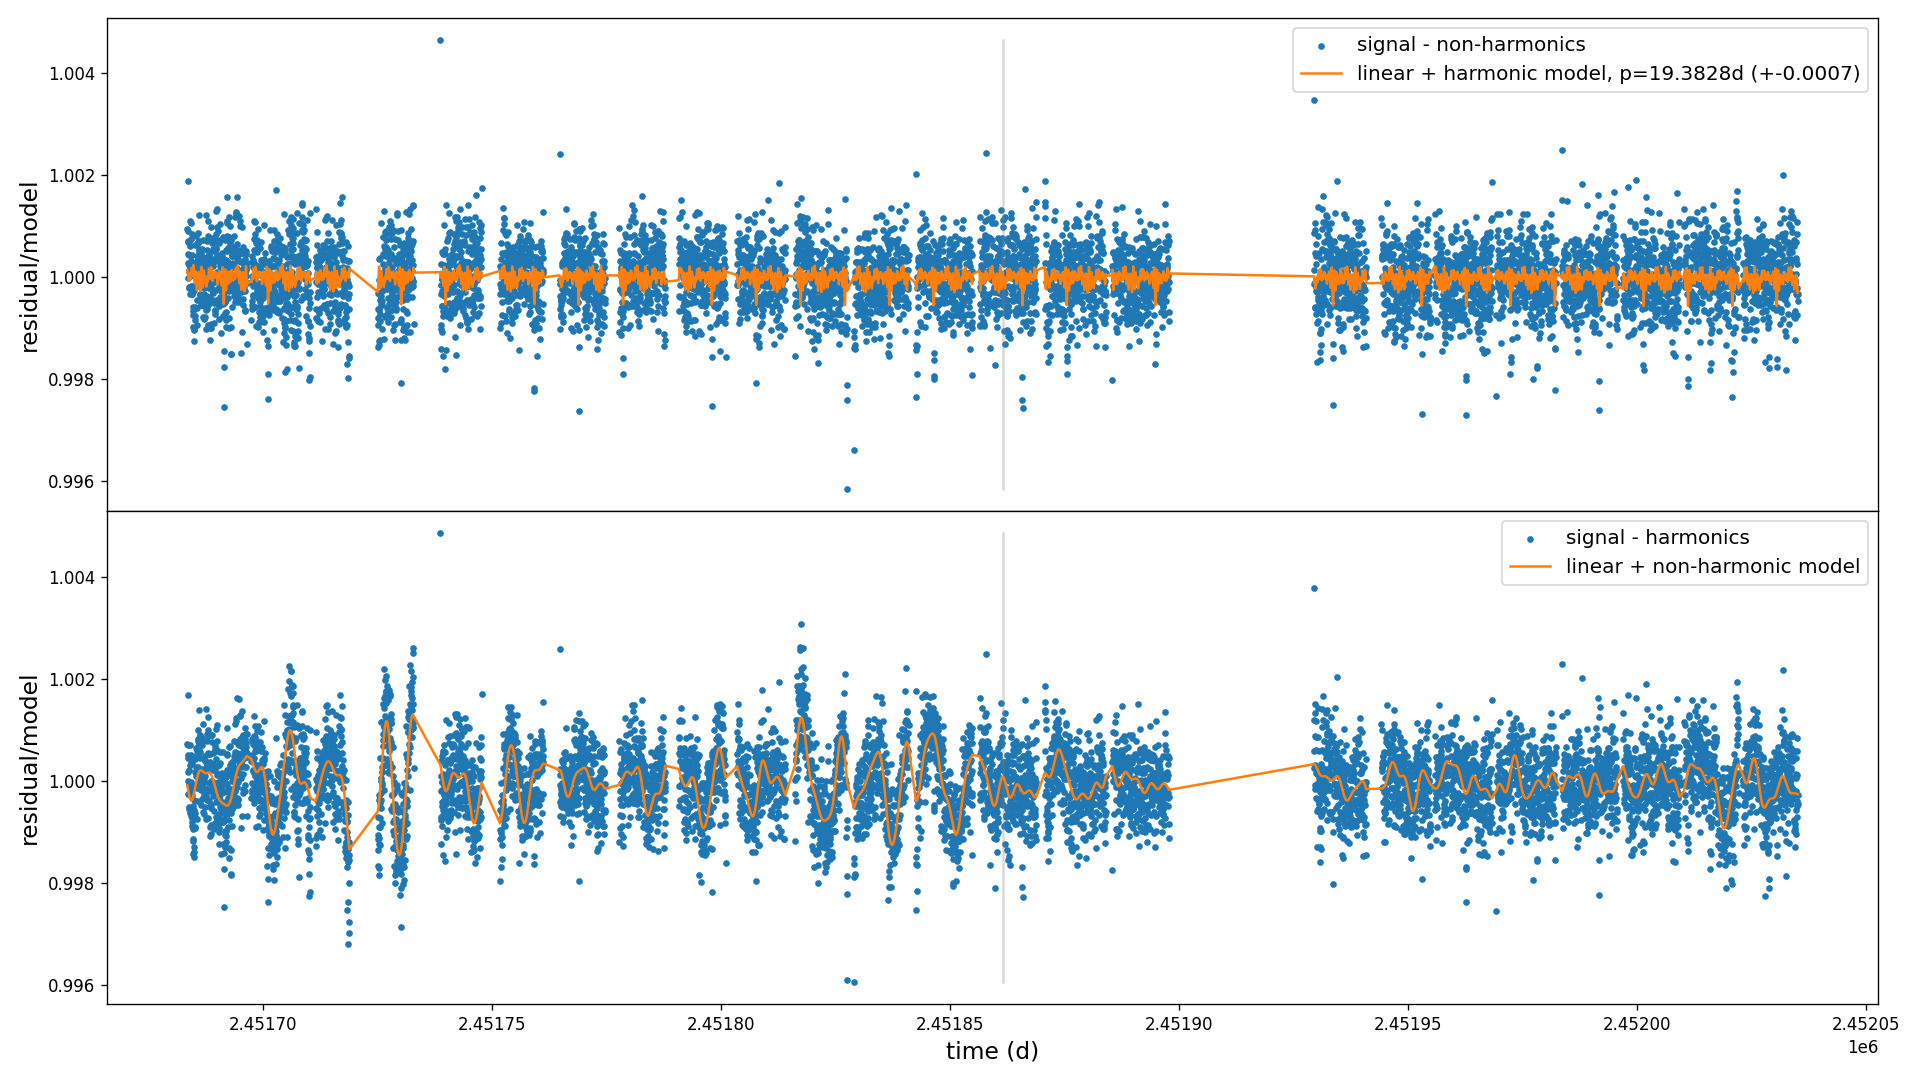 signal - non-harmonics
linear + harmonic model, p=19.3828d (+-0.0007)
1.004
1.002
1.000
0.998
0.996
residual/model
signal - harmonics
linear + non-harmonic model
1.004
1.002
1.000
0.998
0.996
residual/model
2.45170 2.45175 2.45180 2.45185 2.45190 2.45195 2.45200 2.45205
1e6
time (d)